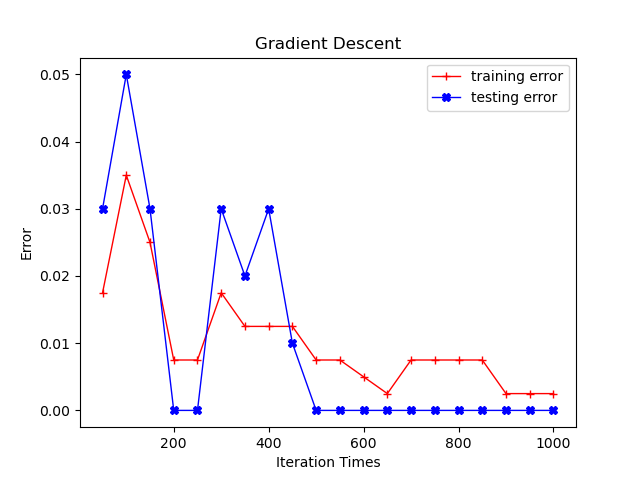 Gradient Descent
training error
testing error
0.05
0.04
0.03
0.02
0.01
0.00
Error
200
400
600
800
1000
Iteration Times